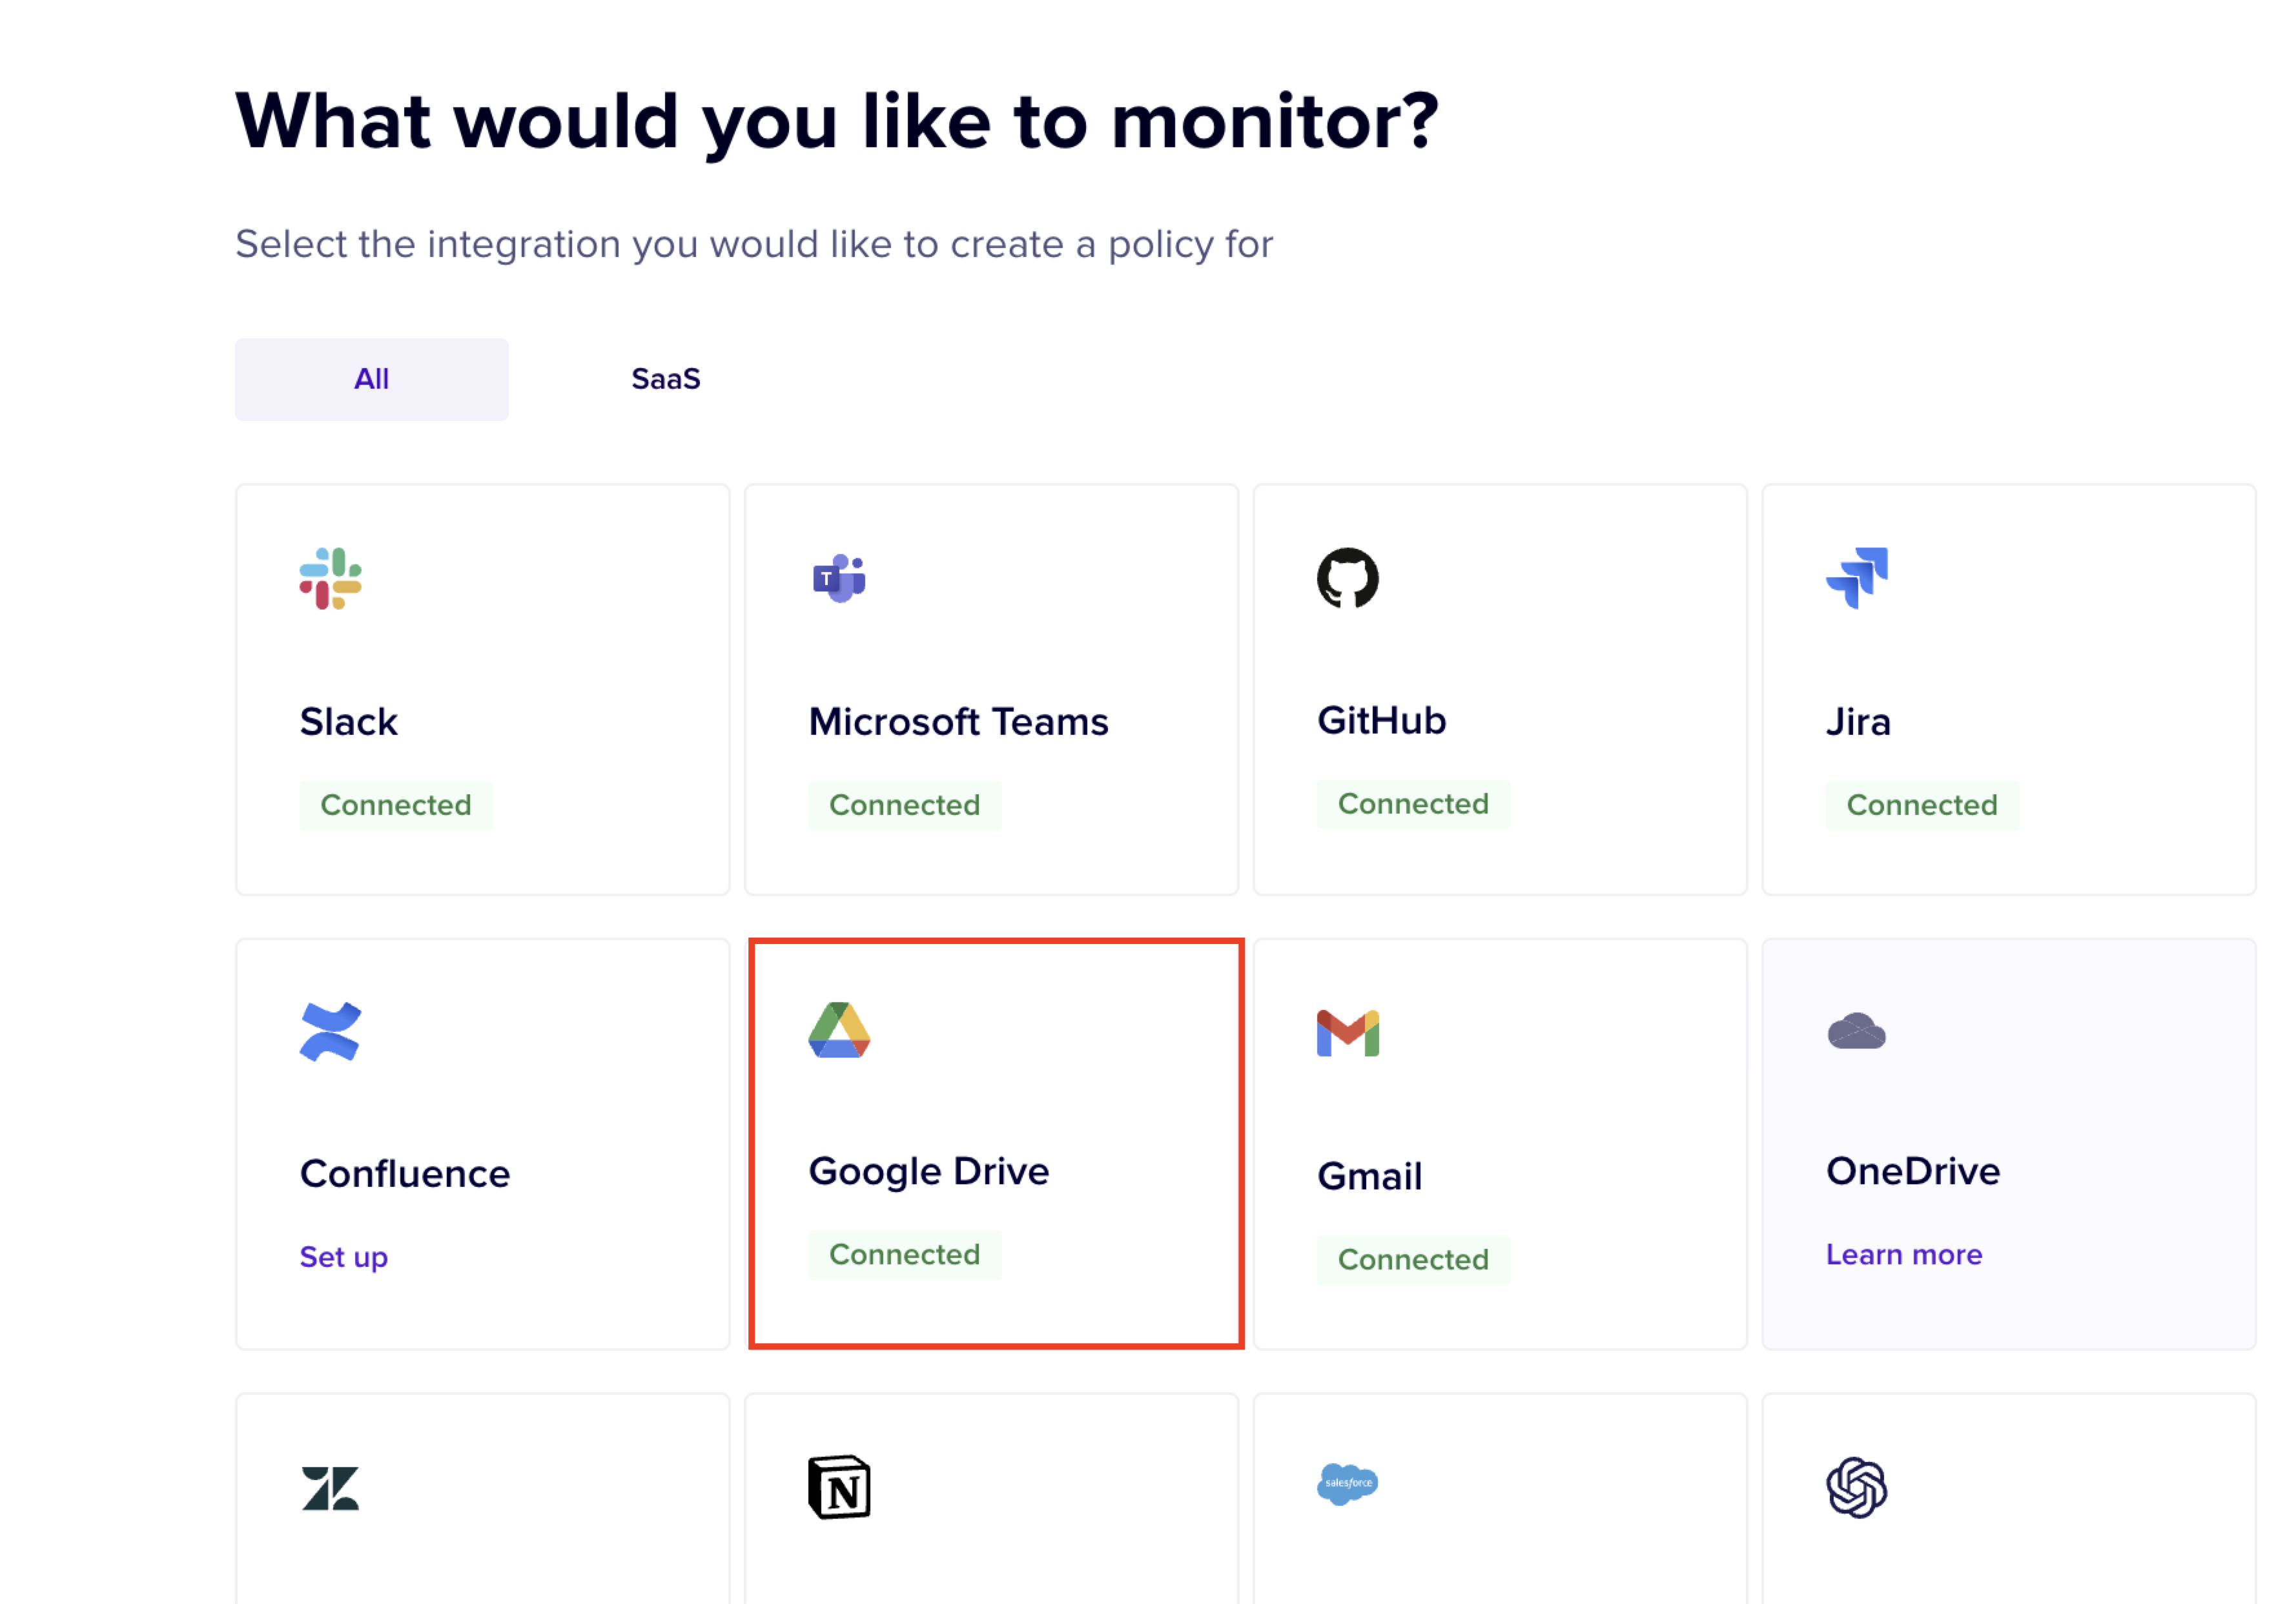 What would you like to monitor?
Select the integration you would like to create a policy for
All
SaaS
T
Slack
Microsoft Teams
GitHub
Jira
Connected
Connected
Connected
Connected
Confluence
Google Drive
Gmail
OneDrive
Set up
Connected
Connected
Learn more
N
salesforce